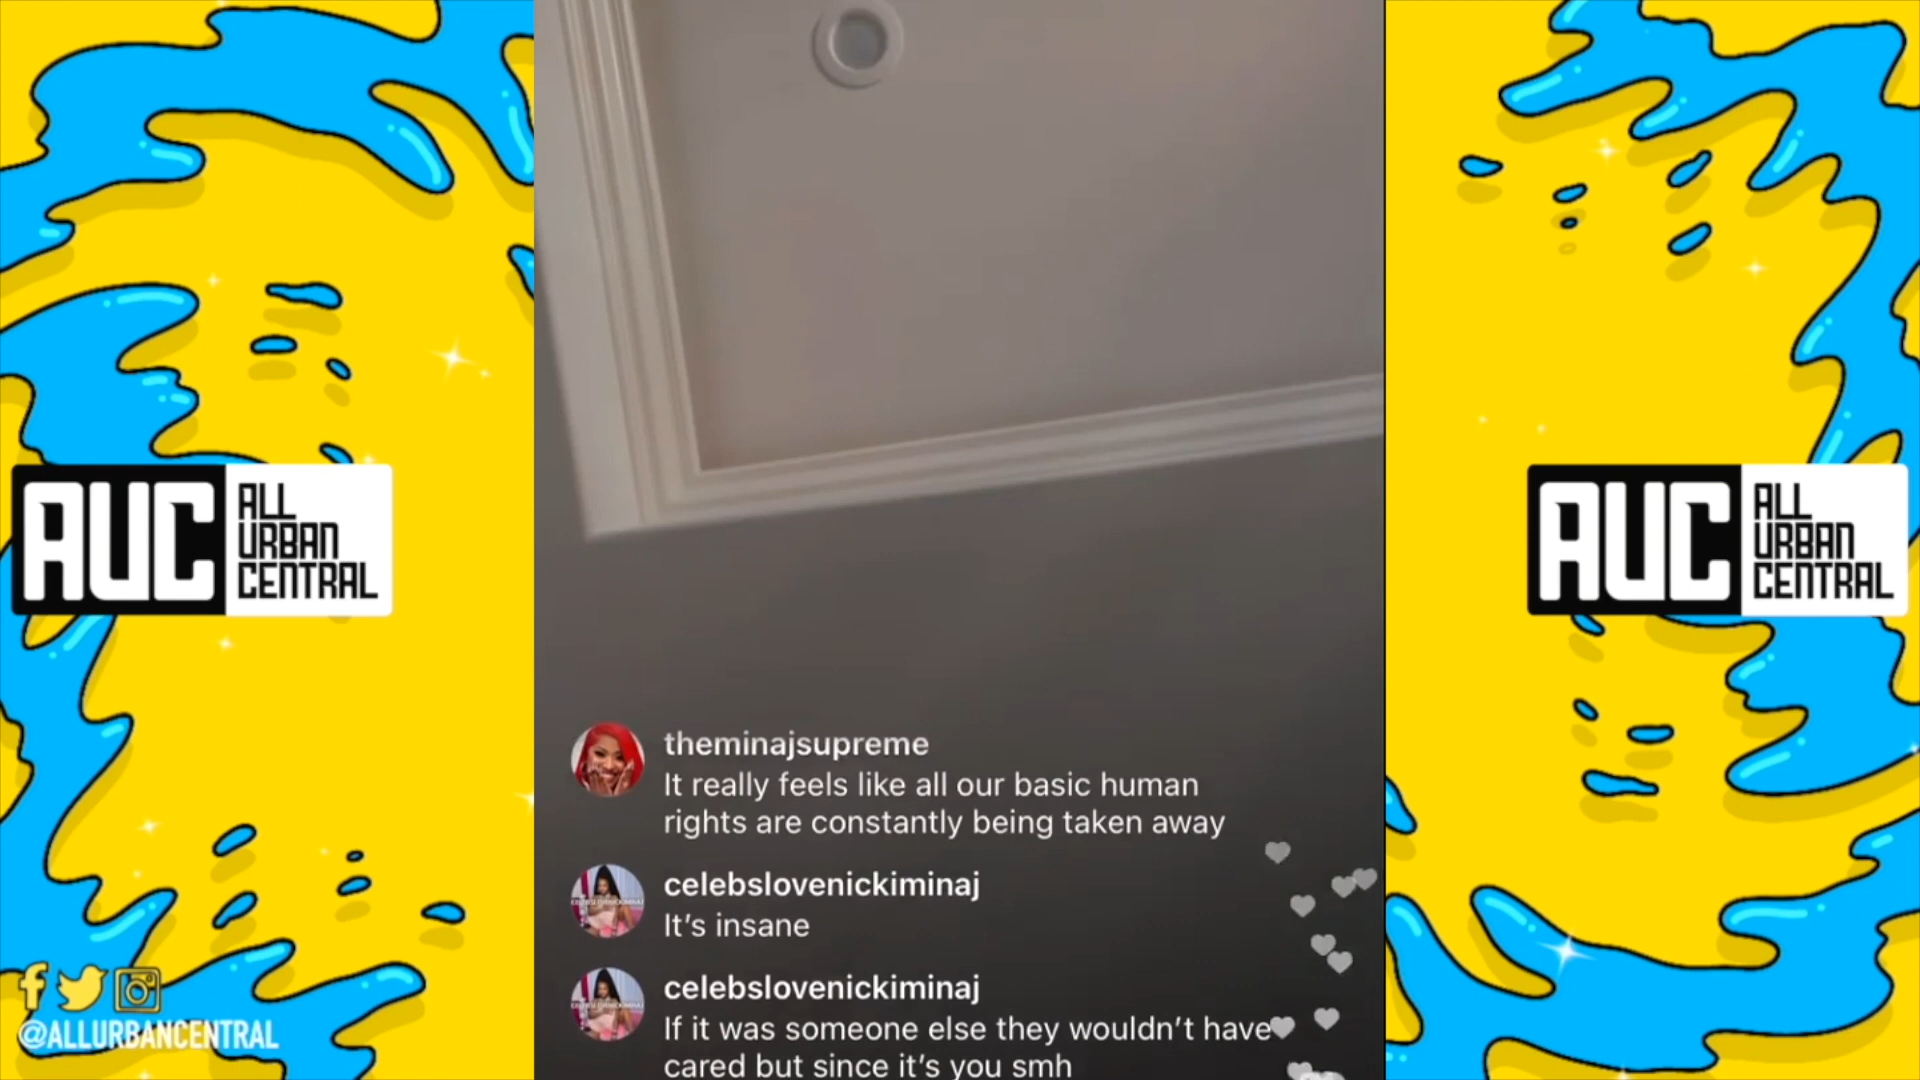 AUC
ALL
URBAN
CENTRAL
AUC
ALL
URBAN
CENTRAL
theminajsupreme
It really feels like all our basic human
rights are constantly being taken away
celebslovenickiminaj
It's insane
celebslovenickiminaj
If it was someone else they wouldn't have
cared but since it's you smh
@ALLURBANCENTRAL